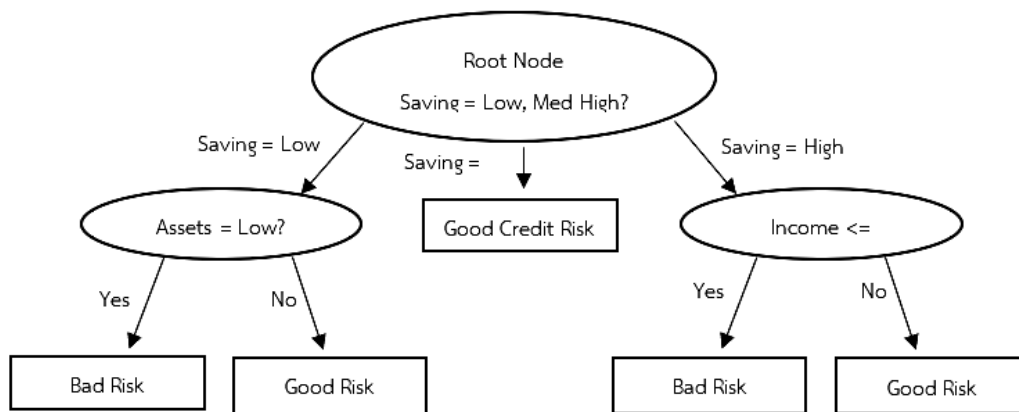 Root Node
Saving = Low, Med High?
Saving = Low
Saving =
Saving = High
Assets = Low?
Good Credit Risk
Income <=
Yes
No
Yes
No
Bad Risk
Good Risk
Bad Risk
Good Risk